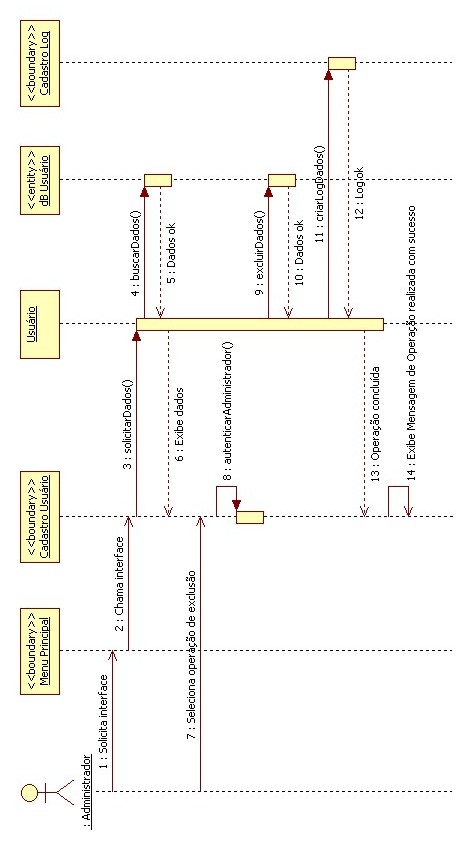 : Administrador
<<boundary>>
Menu Principal
<<boundary>>
Cadastro Usuário
Usuário
<<entity>>
dB Usuário
<<boundary>>
Cadastro Log
1 : Solicita interface
2 : Chama interface
3 : solicitarDados()
4 : buscarDados()
5 : Dados ok
6 : Exibe dados
7 : Seleciona operação de exclusão
8 : autenticarAdministrador()
9 : excluirDados()
10 : Dados ok
11 : criarLogDados()
12 : Log ok
13 : Operação concluída
14 : Exibe Mensagem de Operação realizada com sucesso